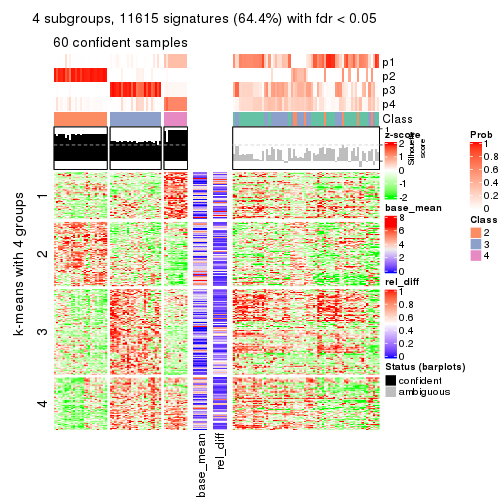 4 subgroups, 11615 signatures (64.4%) with fdr < 0.05
60 confident samples
p1
p2
p3
p4
Class
1
Silhouette
score
k-means with 4 groups
1
2
3
4
base_mean
rel_diff
z-score
2
1
0
-1
-2
base_mean
8
6
4
2
0
rel_diff
1
0.8
0.6
0.4
0.2
0
Status (barplots)
confident
ambiguous
Prob
1
0.8
0.6
0.4
0.2
0
Class
2
3
4